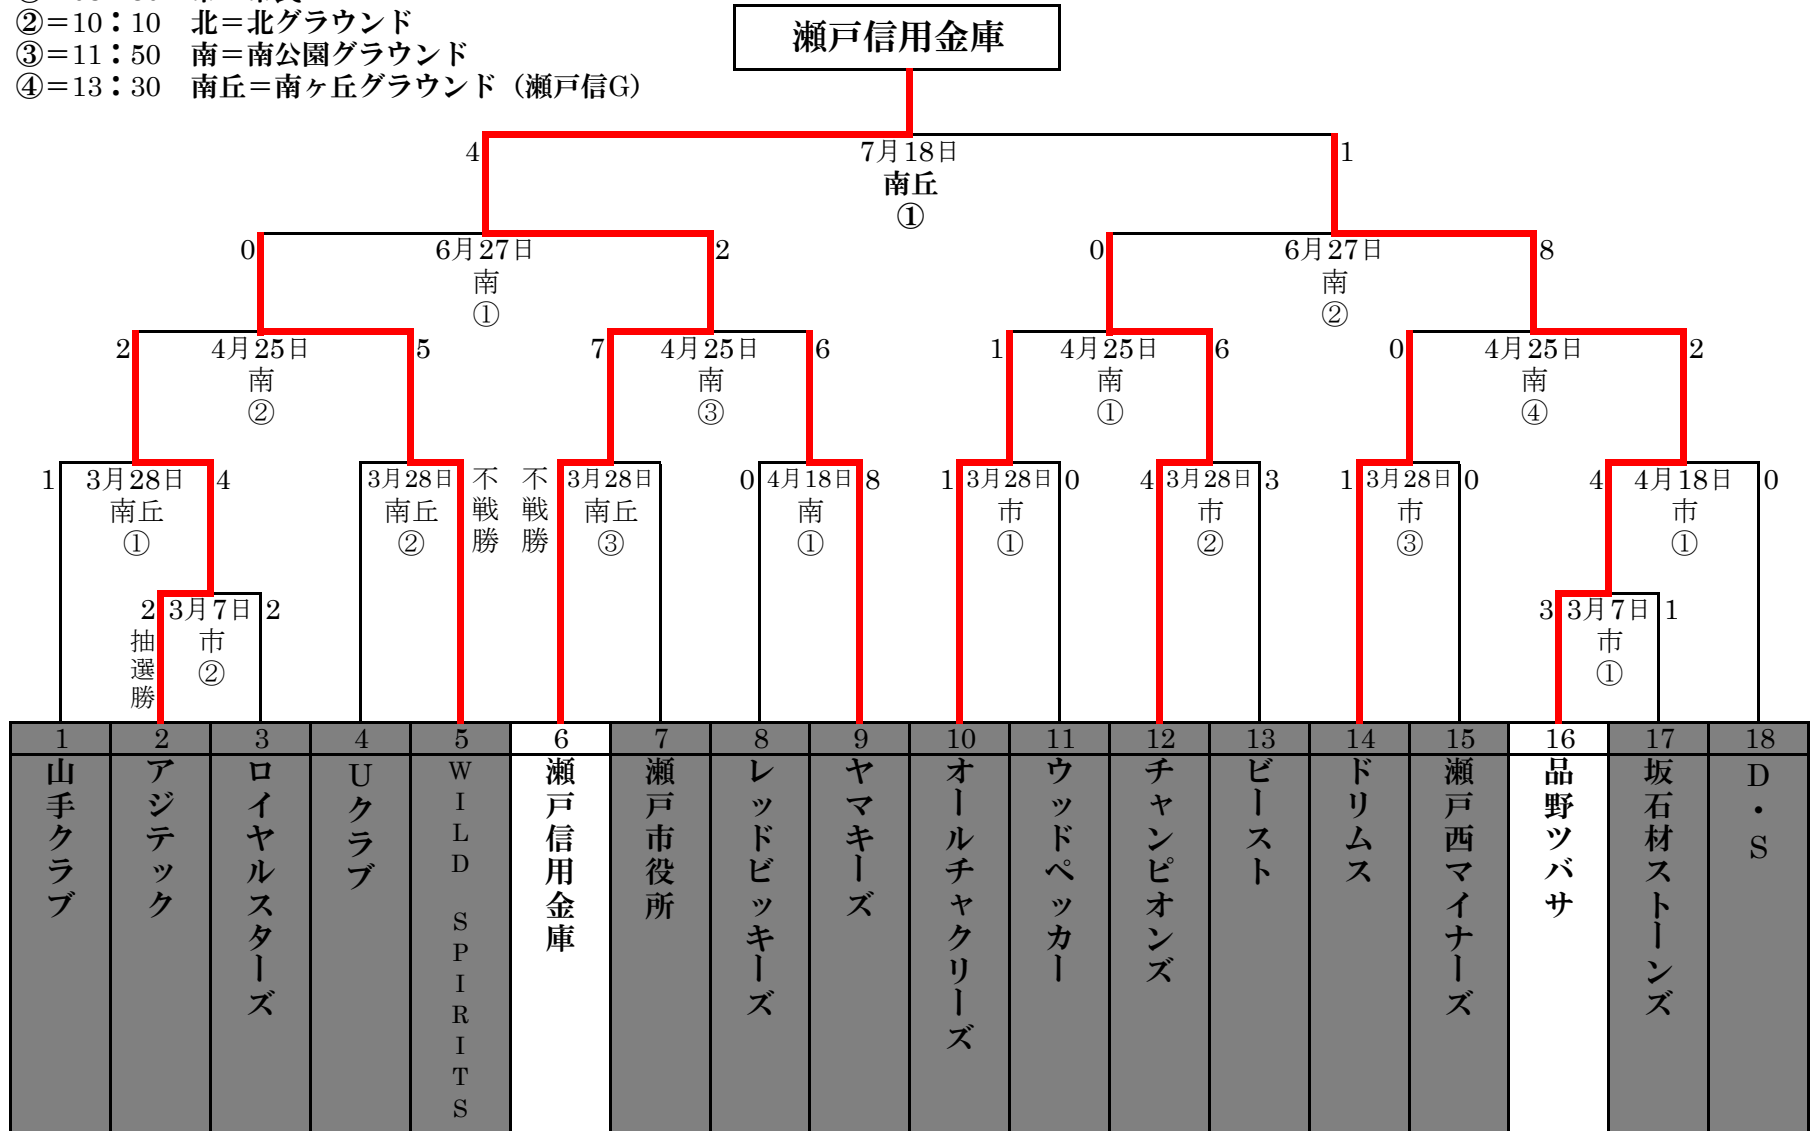 ②=10：10　北=北グラウンド
③=11：50　南=南公園グラウンド
④=13：30　南丘=南ヶ丘グラウンド（瀬戸信G）
瀬戸信用金庫
4 7月18日 1
南丘
①
0 6月27日 2
南
①
0 6月27日 8
南
②
2 4月25日 5
南
②
7 4月25日 6
南
③
1 4月25日 6
南
①
0 4月25日 2
南
④
1 3月28日 4
南丘
①
3月28日 不戦勝
南丘
②
不戦勝 3月28日
南丘
③
0 4月18日 8
南
①
1 3月28日 0
市
①
4 3月28日 3
市
②
1 3月28日 0
市
③
4 4月18日 0
市
①
2 3月7日 2
抽選勝
市
②
3 3月7日 1
市
①
1 山手クラブ
2 アジテック
3 ロイヤルスターズ
4 Uクラブ
5 WILD SPIRITS
6 瀬戸信用金庫
7 瀬戸市役所
8 レッドビッキーズ
9 ヤマキーズ
10 オールチャクリーズ
11 ウッドペッカー
12 チャンピオンズ
13 ビースト
14 ドリムス
15 瀬戸西マイナーズ
16 品野ツバサ
17 坂石材ストーンズ
18 D・S